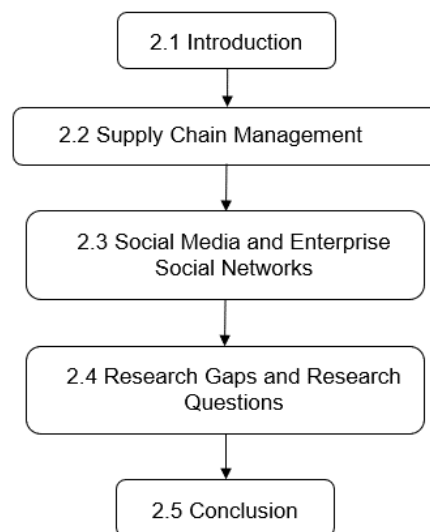 2.1 Introduction
2.2 Supply Chain Management
2.3 Social Media and Enterprise
Social Networks
2.4 Research Gaps and Research
Questions
2.5 Conclusion